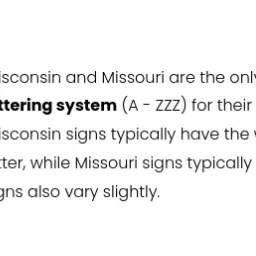 isconsin and Missouri are the only
ttering system (A - ZZZ) for their
isconsin signs typically have the
tter, while Missouri signs typically
gns also vary slightly.